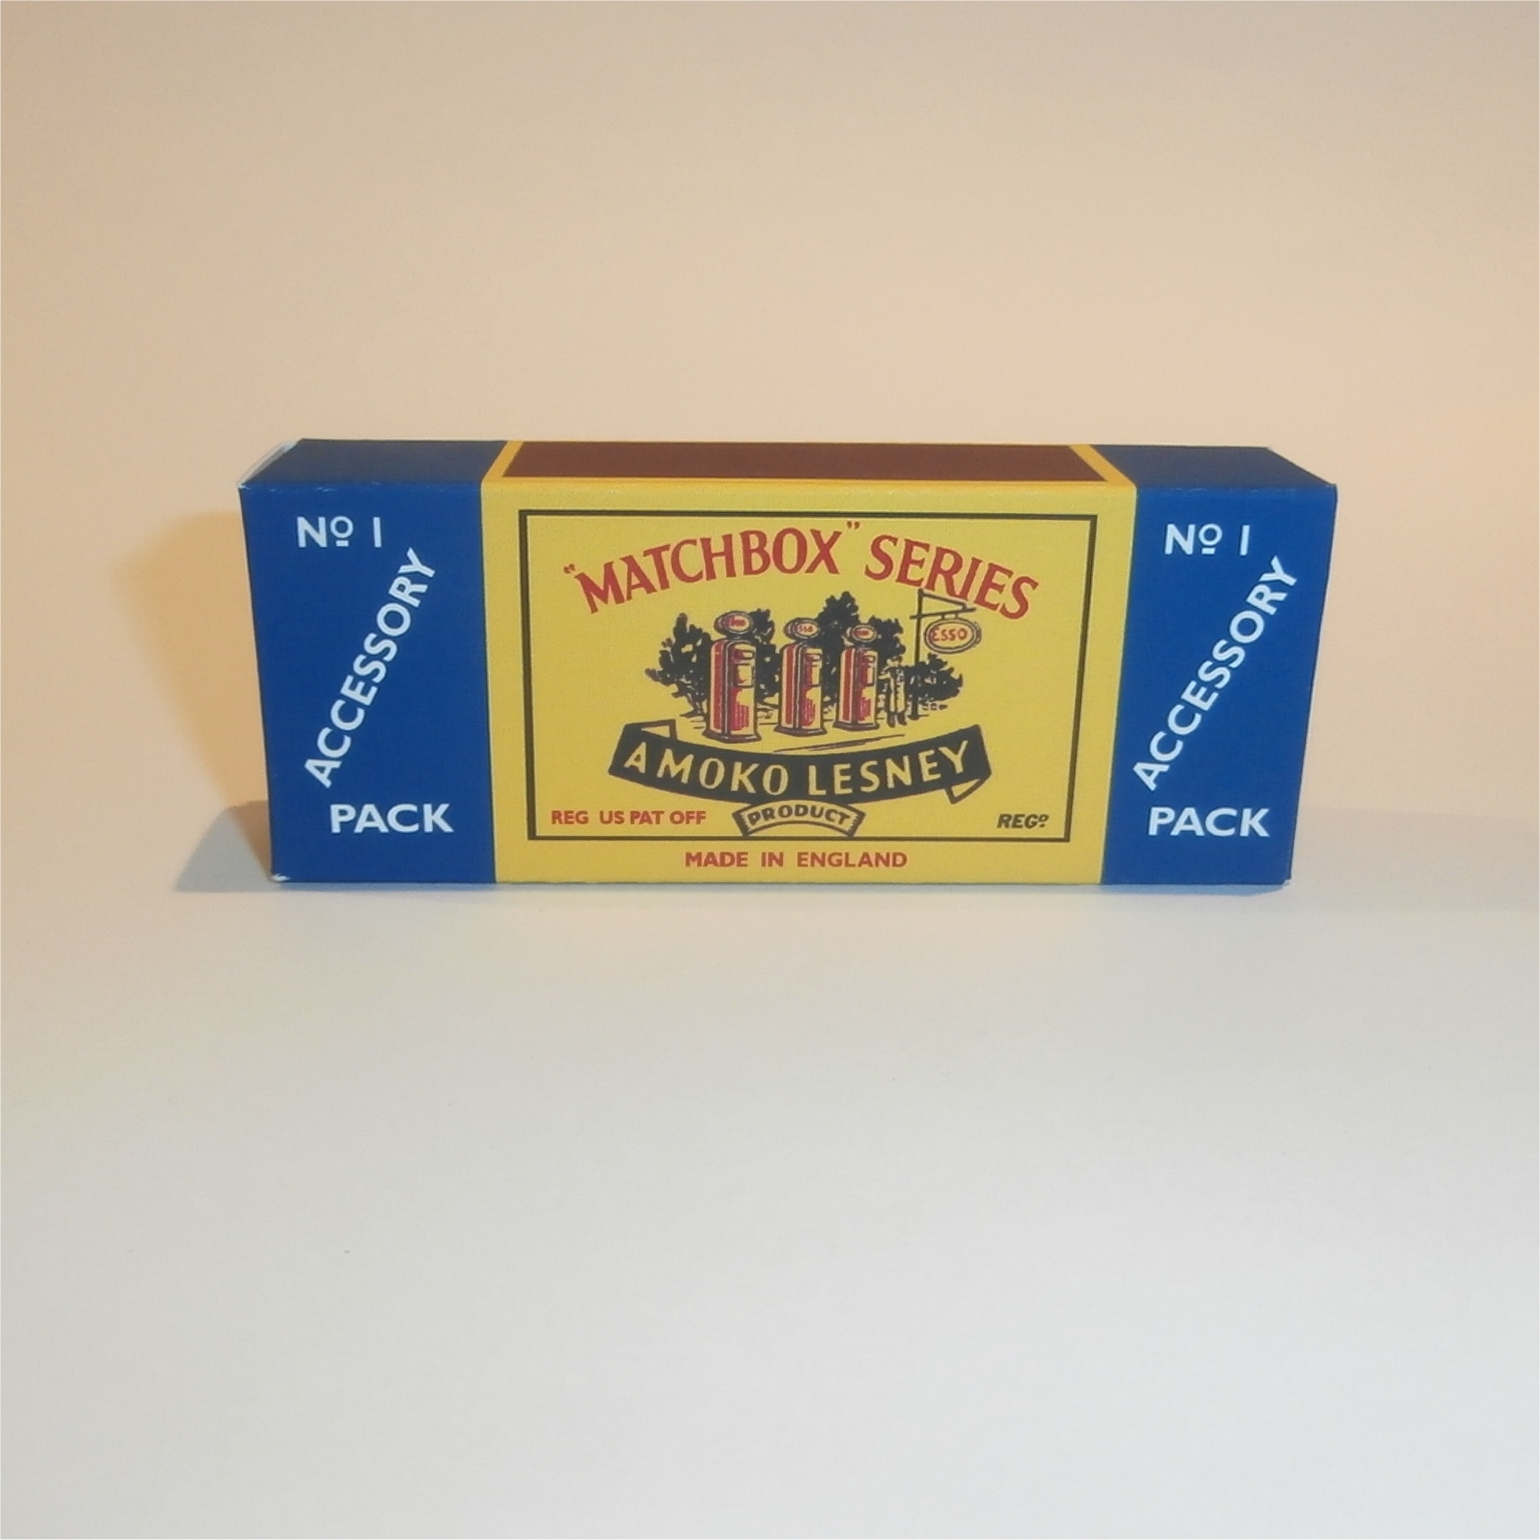 Nº 1
ACCESSORY
PACK
"MATCHBOX" SERIES
ESSO
A MOKO LESNEY
PRODUCT
REG US PAT OFF
REGᴰ
MADE IN ENGLAND
Nº 1
ACCESSORY
PACK